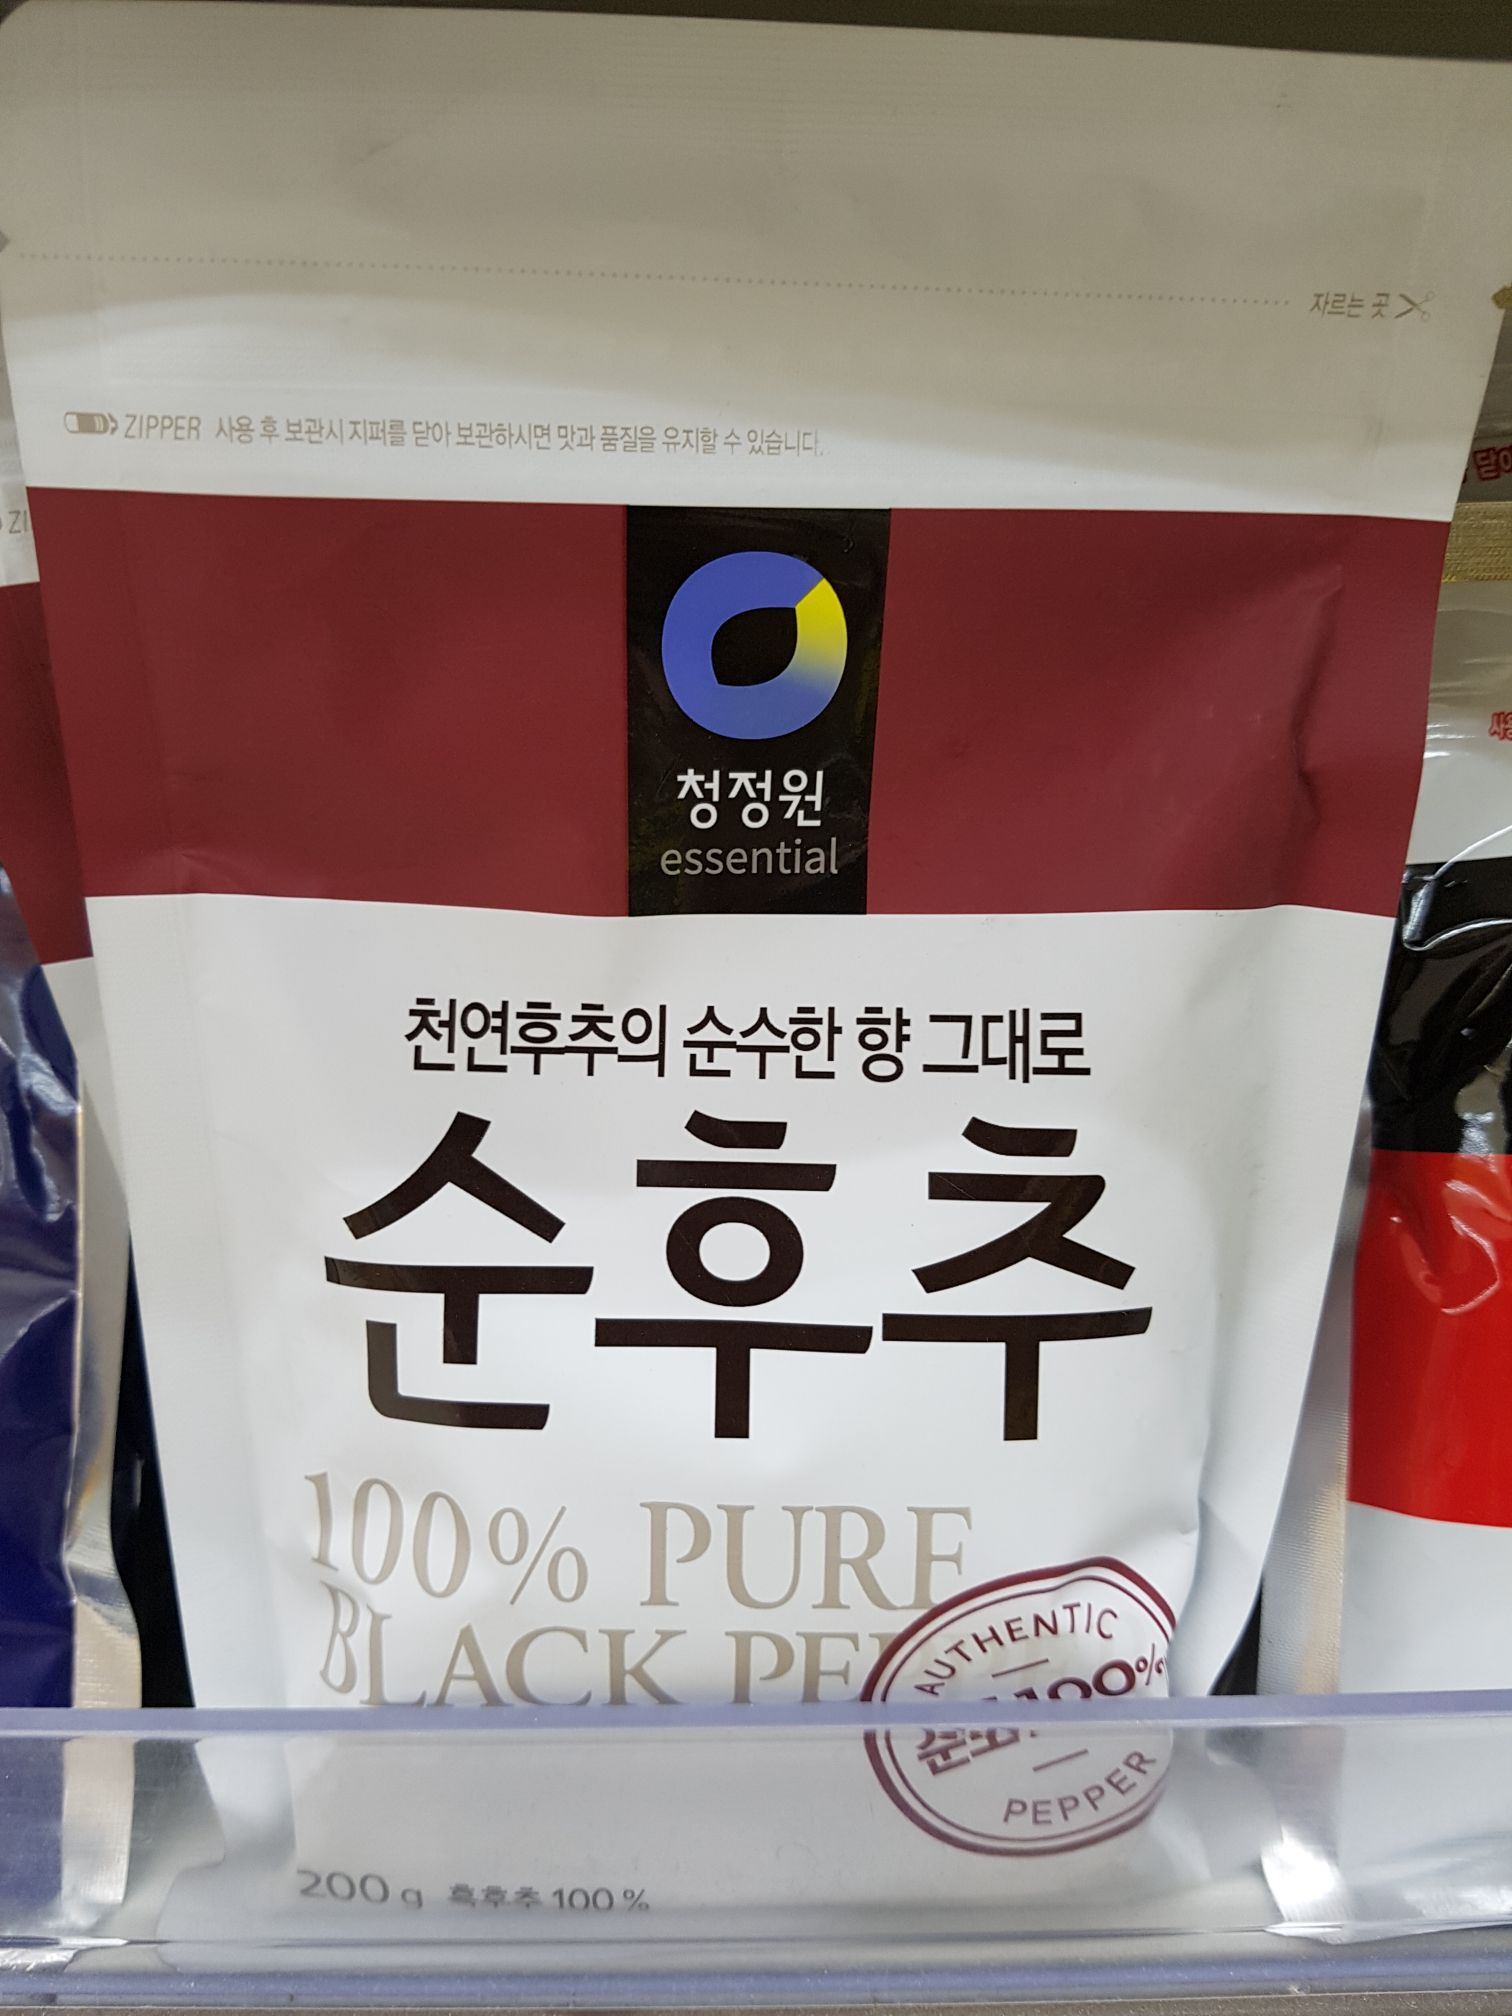 자르는 곳
ZIPPER 사용 후 보관시 지퍼를 닫아 보관하시면 맛과 품질을 유지할 수 있습니다.
청정원
essential
천연후추의 순수한 향 그대로
순후추
100% PURE
BLACK
AUTHENTIC
100%
PEPPER
200g 흑후추 100%